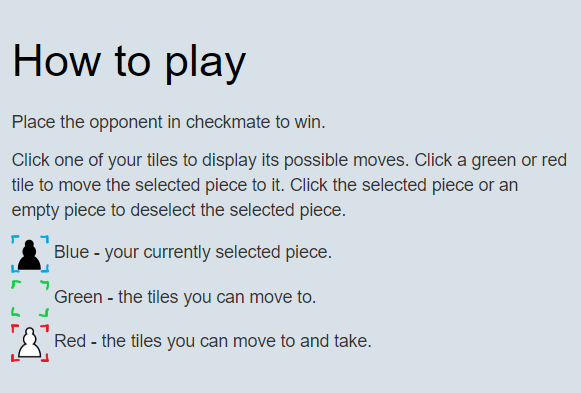 How to play
Place the opponent in checkmate to win.
Click one of your tiles to display its possible moves. Click a green or red
tile to move the selected piece to it. Click the selected piece or an
empty piece to deselect the selected piece.
Blue - your currently selected piece.
Green - the tiles you can move to.
Red - the tiles you can move to and take.